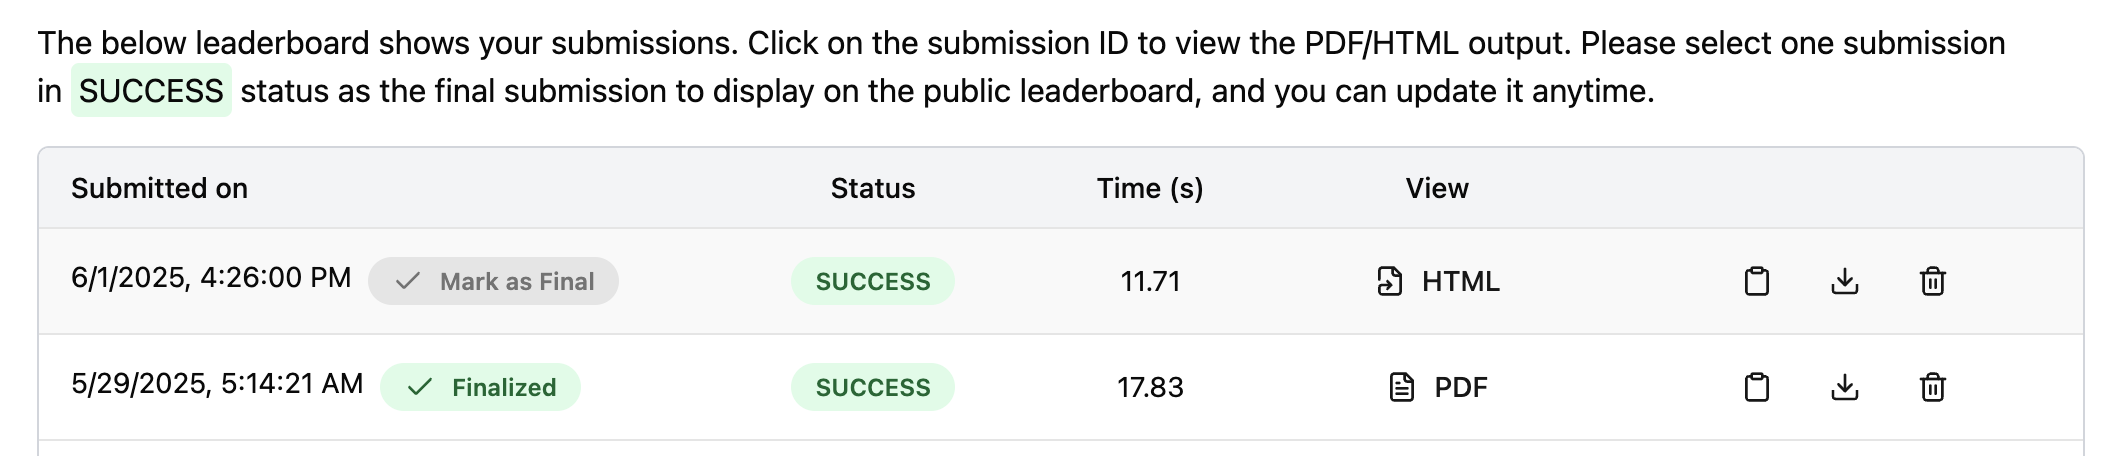 The below leaderboard shows your submissions. Click on the submission ID to view the PDF/HTML output. Please select one submission
in SUCCESS status as the final submission to display on the public leaderboard, and you can update it anytime.
Submitted on Status Time (s) View
6/1/2025, 4:26:00 PM Mark as Final SUCCESS 11.71 HTML
5/29/2025, 5:14:21 AM Finalized SUCCESS 17.83 PDF